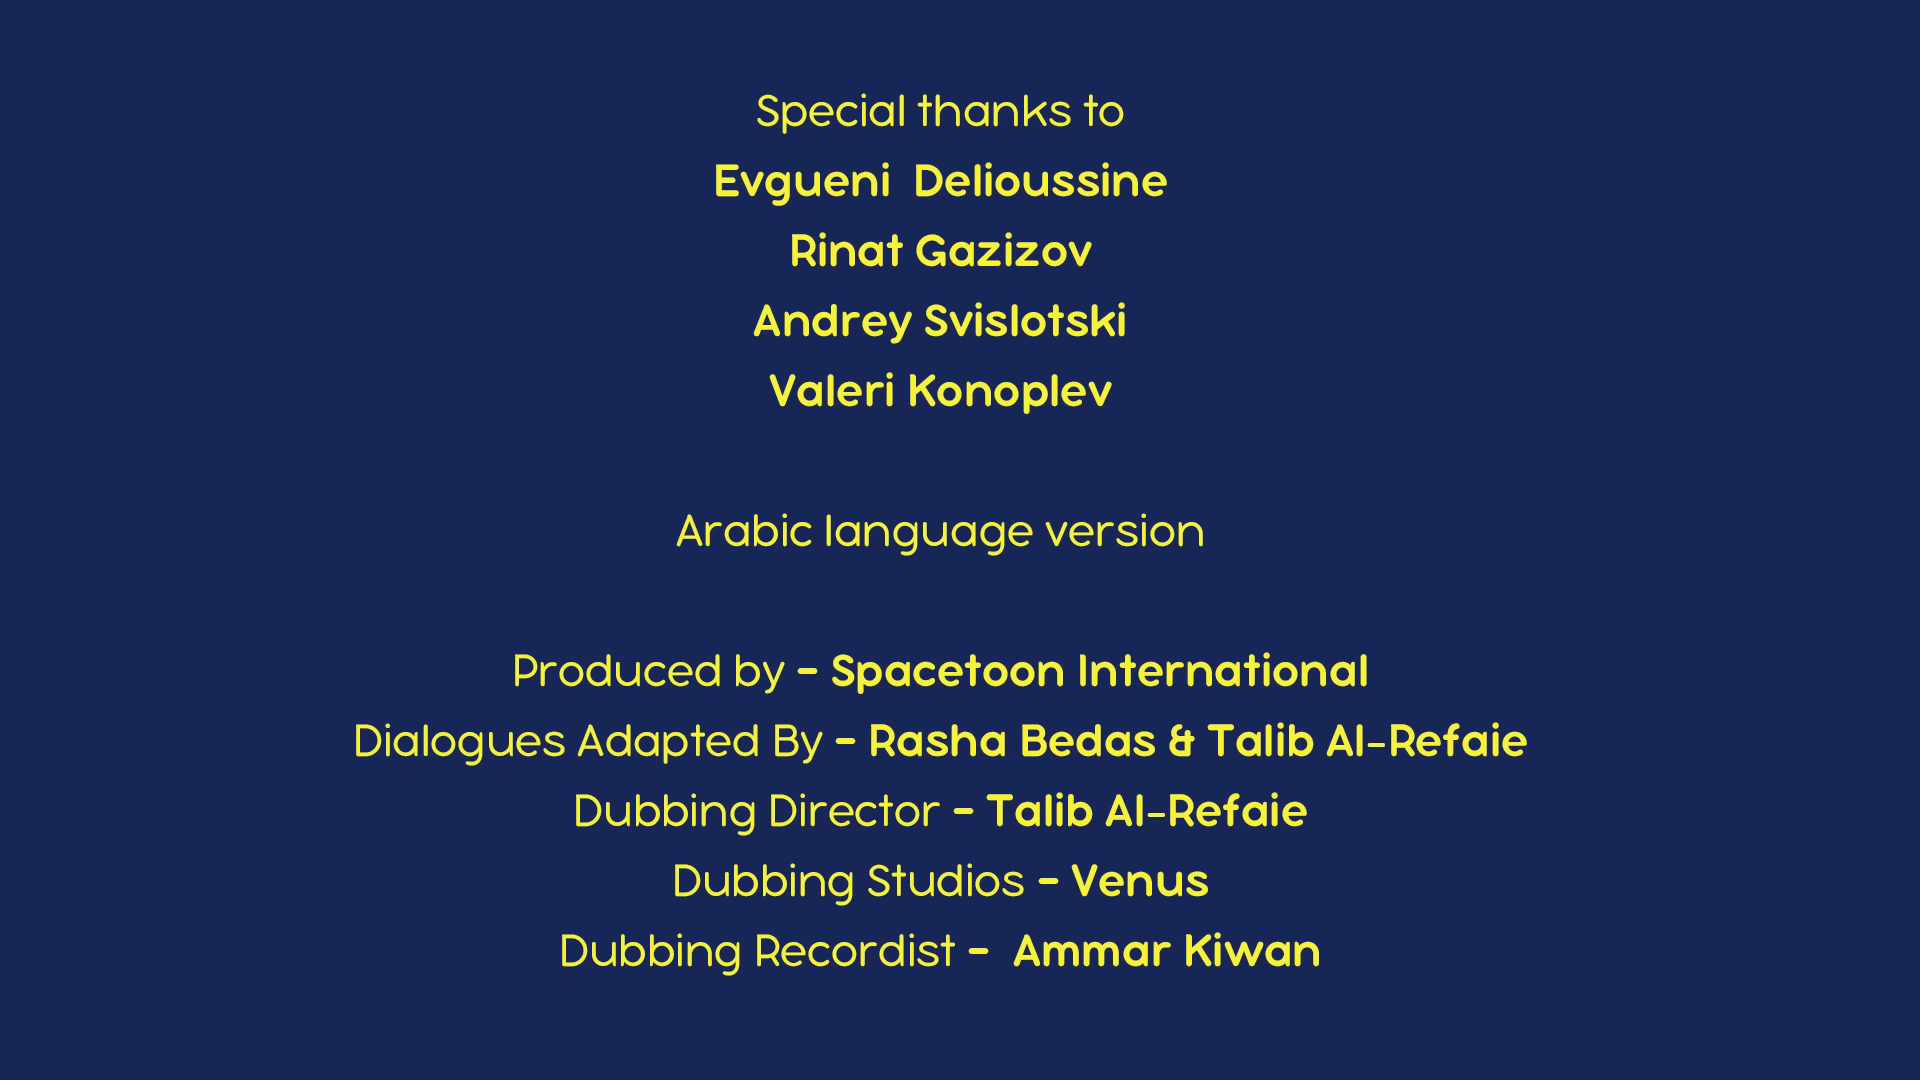 Special thanks to
Evgueni  Delioussine
Rinat Gazizov
Andrey Svislotski
Valeri Konoplev
Arabic language version
Produced by - Spacetoon International
Dialogues Adapted By - Rasha Bedas & Talib Al-Refaie
Dubbing Director - Talib Al-Refaie
Dubbing Studios - Venus
Dubbing Recordist -  Ammar Kiwan